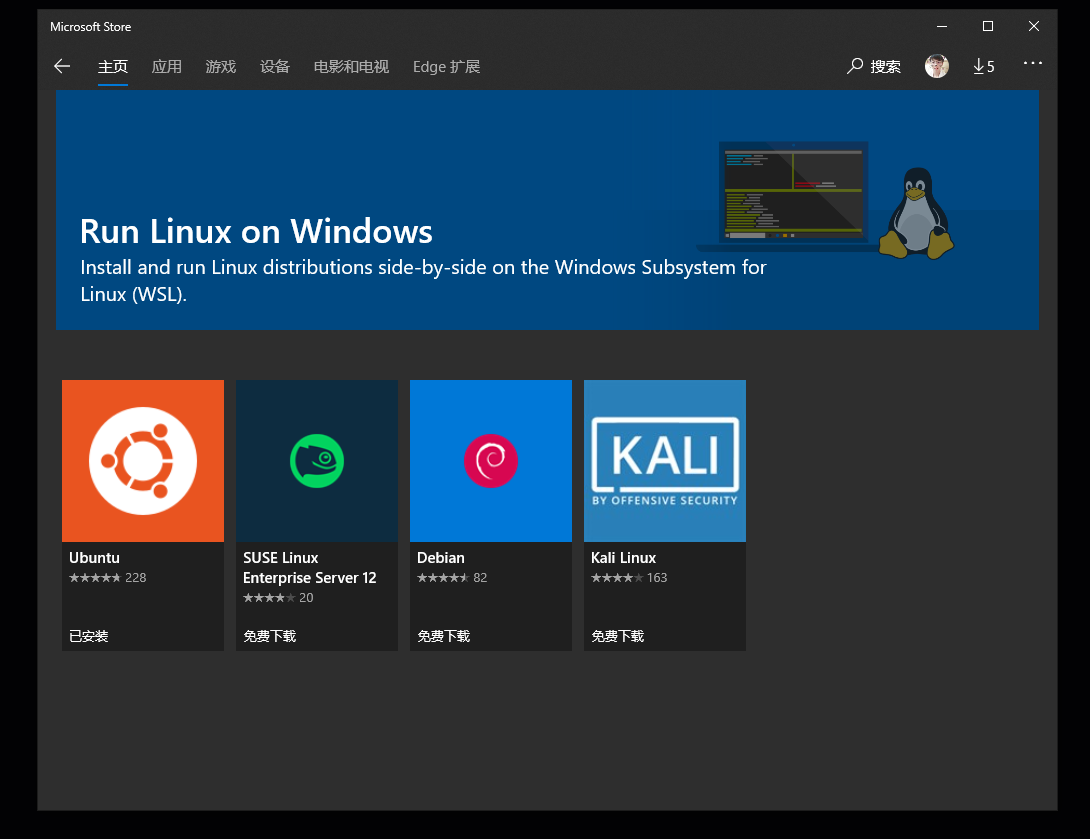 Microsoft Store
主页 应用 游戏 设备 电影和电视 Edge 扩展 搜索 5
Run Linux on Windows
Install and run Linux distributions side-by-side on the Windows Subsystem for
Linux (WSL).
KALI
BY OFFENSIVE SECURITY
Ubuntu
228
已安装
SUSE Linux
Enterprise Server 12
20
免费下载
Debian
82
免费下载
Kali Linux
163
免费下载